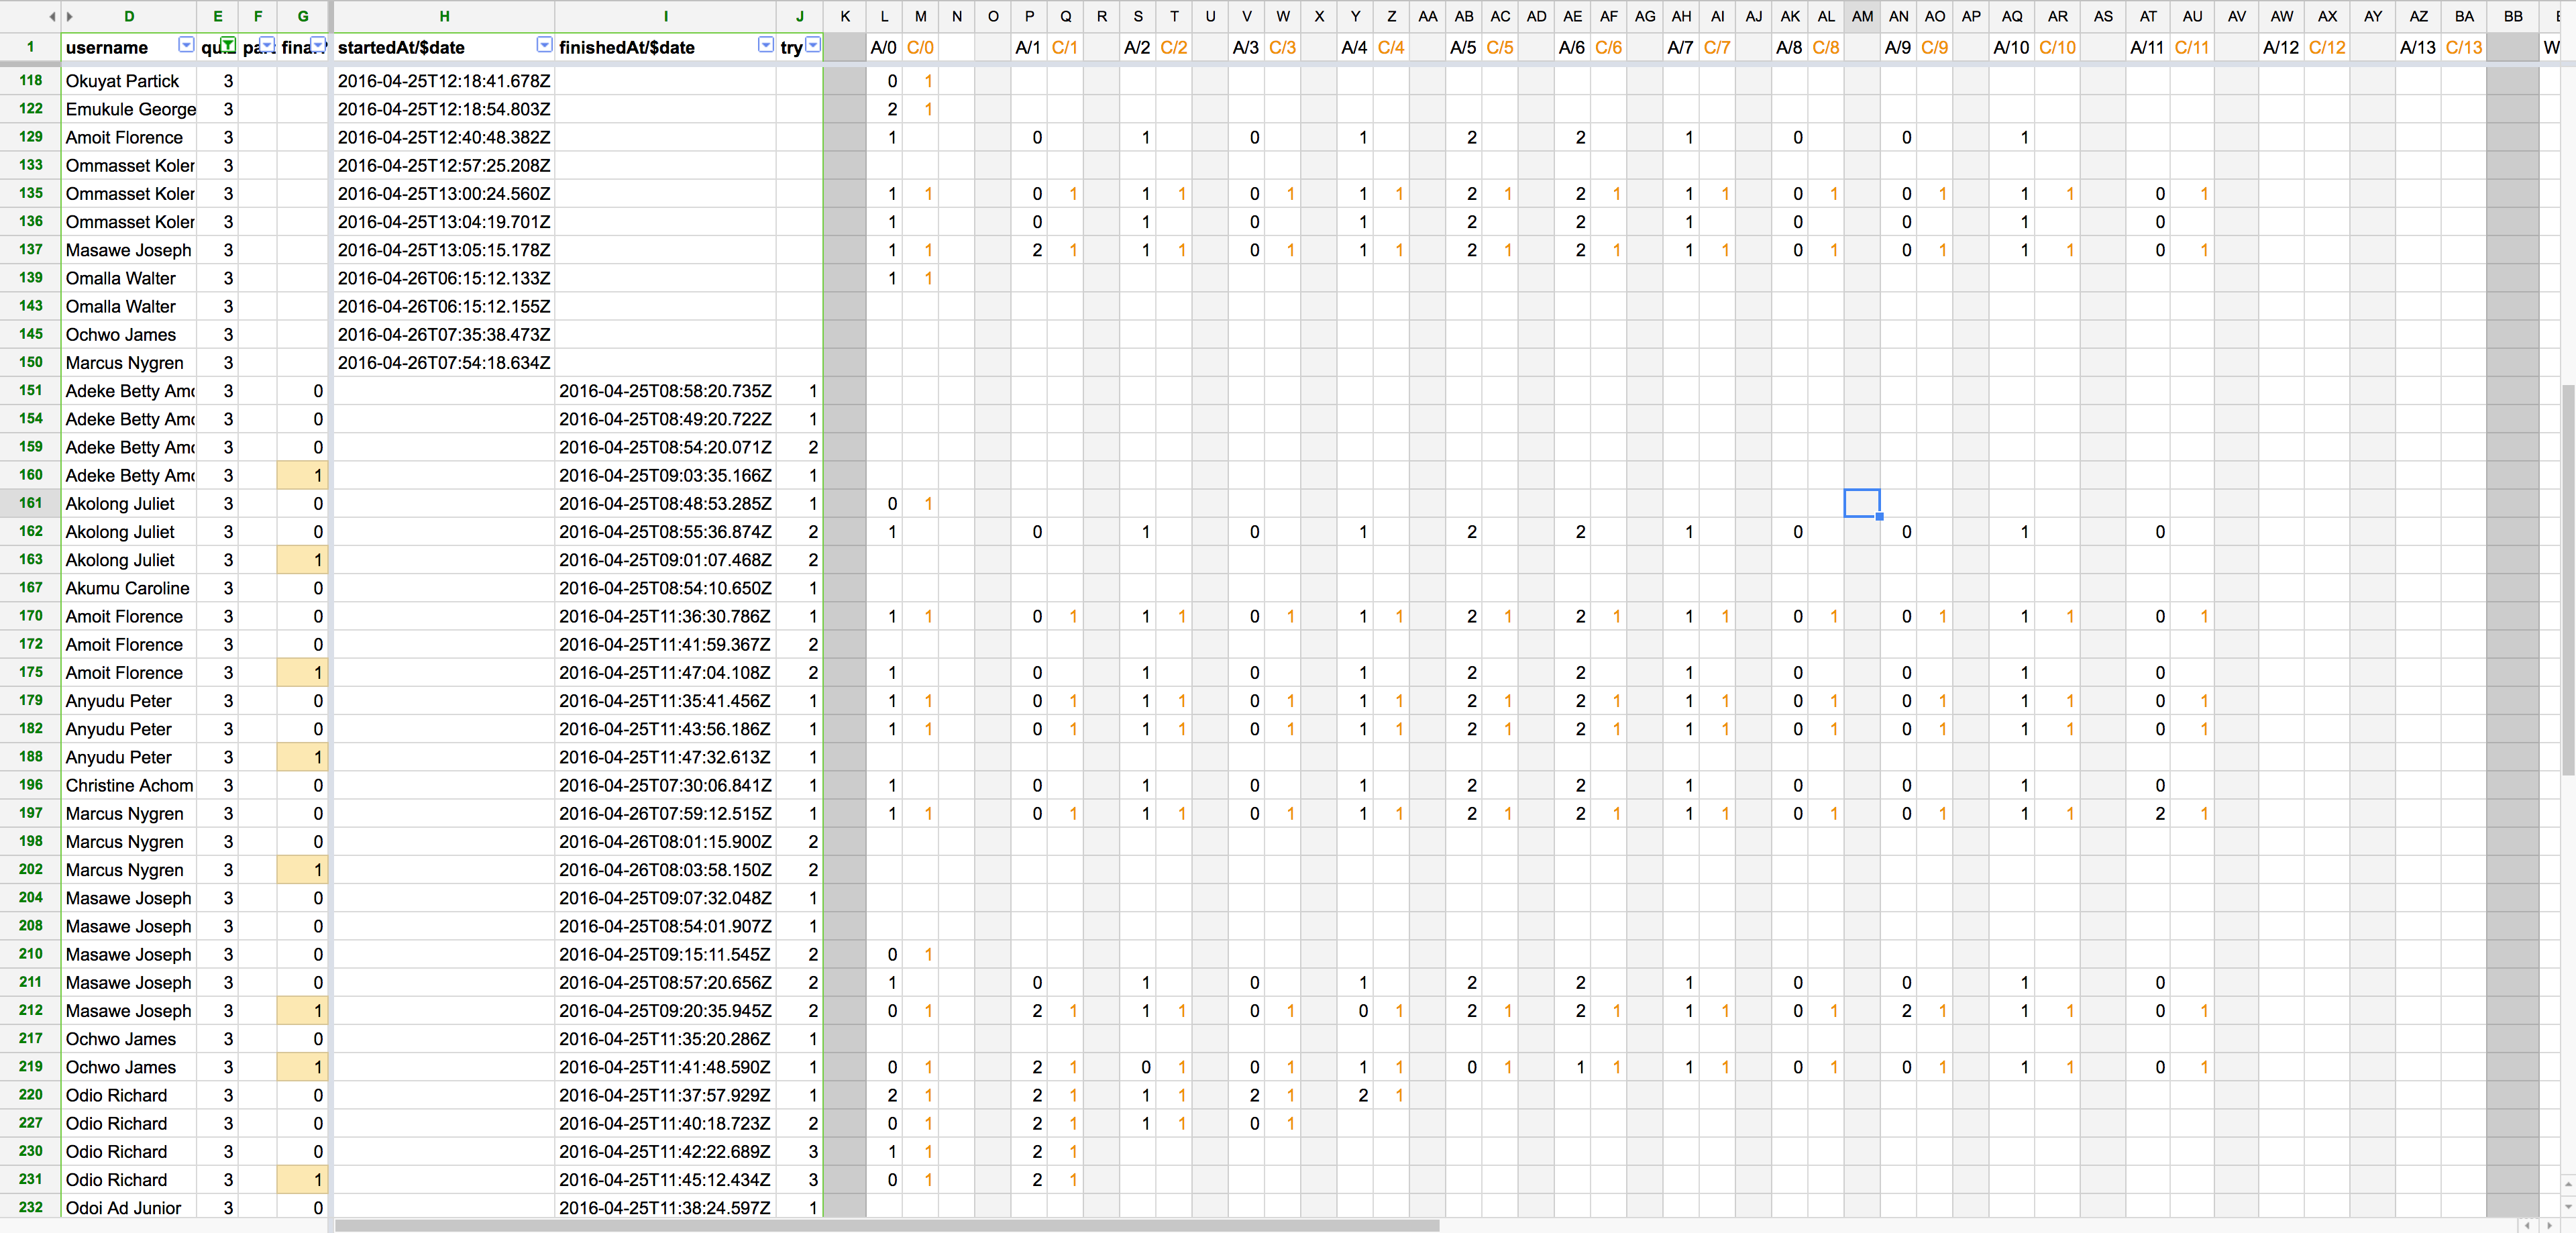 D E F G H I J K L M N O P Q R S T U V W X Y Z AA AB AC AD AE AF AG AH AI AJ AK AL AM AN AO AP AQ AR AS AT AU AV AW AX AY AZ BA BB
1 username finishedAt/$date startedAt/$date try A/0 C/0 A/1 C/1 A/2 C/2 A/3 C/3 A/4 C/4 A/5 C/5 A/6 C/6 A/7 C/7 A/8 C/8 A/9 C/9 A/10 C/10 A/11 C/11 A/12 C/12 A/13 C/13 W
118 Okuyat Partick 3 2016-04-25T12:18:41.678Z 0 1
122 Emukule George 3 2016-04-25T12:18:54.803Z 2 1
129 Amoit Florence 3 2016-04-25T12:40:48.382Z 1 0 1 0 1 2 2 1 0 0 1
133 Ommasset Koler 3 2016-04-25T12:57:25.208Z
135 Ommasset Koler 3 2016-04-25T13:00:24.560Z 1 1 0 1 1 1 0 1 1 1 2 1 2 1 1 1 0 1 0 1 1 1 0 1
136 Ommasset Koler 3 2016-04-25T13:04:19.701Z 1 0 1 0 1 2 2 1 0 0 1 0
137 Masawe Joseph 3 2016-04-25T13:05:15.178Z 1 1 2 1 1 1 0 1 1 1 2 1 2 1 1 1 0 1 0 1 1 1 0 1
139 Omalla Walter 3 2016-04-26T06:15:12.133Z 1 1
143 Omalla Walter 3 2016-04-26T06:15:12.155Z
145 Ochwo James 3 2016-04-26T07:35:38.473Z
150 Marcus Nygren 3 2016-04-26T07:54:18.634Z
151 Adeke Betty Amo 3 0 2016-04-25T08:58:20.735Z 1
154 Adeke Betty Amo 3 0 2016-04-25T08:49:20.722Z 1
159 Adeke Betty Amo 3 0 2016-04-25T08:54:20.071Z 2
160 Adeke Betty Amo 3 1 2016-04-25T09:03:35.166Z 1
161 Akolong Juliet 3 0 2016-04-25T08:48:53.285Z 1 0 1
162 Akolong Juliet 3 0 2016-04-25T08:55:36.874Z 2 1 0 1 0 1 2 2 1 0 0 1 0
163 Akolong Juliet 3 1 2016-04-25T09:01:07.468Z 2
167 Akumu Caroline 3 0 2016-04-25T08:54:10.650Z 1
170 Amoit Florence 3 0 2016-04-25T11:36:30.786Z 1 1 1 0 1 1 1 0 1 1 1 2 1 2 1 1 1 0 1 0 1 1 1 0 1
172 Amoit Florence 3 0 2016-04-25T11:41:59.367Z 2
175 Amoit Florence 3 1 2016-04-25T11:47:04.108Z 2 1 0 1 0 1 2 2 1 0 0 1 0
179 Anyudu Peter 3 0 2016-04-25T11:35:41.456Z 1 1 1 0 1 1 1 0 1 1 1 2 1 2 1 1 1 0 1 0 1 1 1 0 1
182 Anyudu Peter 3 0 2016-04-25T11:43:56.186Z 1 1 1 0 1 1 1 0 1 1 1 2 1 2 1 1 1 0 1 0 1 1 1 0 1
188 Anyudu Peter 3 1 2016-04-25T11:47:32.613Z 1
196 Christine Achom 3 0 2016-04-25T07:30:06.841Z 1 1 0 1 0 1 2 2 1 0 0 1 0
197 Marcus Nygren 3 0 2016-04-26T07:59:12.515Z 1 1 1 0 1 1 1 0 1 1 1 2 1 2 1 1 1 0 1 0 1 1 1 2 1
198 Marcus Nygren 3 0 2016-04-26T08:01:15.900Z 2
202 Marcus Nygren 3 1 2016-04-26T08:03:58.150Z 2
204 Masawe Joseph 3 0 2016-04-25T09:07:32.048Z 1
208 Masawe Joseph 3 0 2016-04-25T08:54:01.907Z 1
210 Masawe Joseph 3 0 2016-04-25T09:15:11.545Z 2 0 1
211 Masawe Joseph 3 0 2016-04-25T08:57:20.656Z 2 1 0 1 0 1 2 2 1 0 0 1 0
212 Masawe Joseph 3 1 2016-04-25T09:20:35.945Z 2 0 1 2 1 1 1 0 1 0 1 2 1 2 1 1 1 0 1 2 1 1 1 0 1
217 Ochwo James 3 0 2016-04-25T11:35:20.286Z 1
219 Ochwo James 3 1 2016-04-25T11:41:48.590Z 1 0 1 2 1 0 1 0 1 1 1 0 1 1 1 1 1 0 1 0 1 1 1 0 1
220 Odio Richard 3 0 2016-04-25T11:37:57.929Z 1 2 1 2 1 1 1 2 1 2 1
227 Odio Richard 3 0 2016-04-25T11:40:18.723Z 2 0 1 2 1 1 1 0 1
230 Odio Richard 3 0 2016-04-25T11:42:22.689Z 3 1 1 2 1
231 Odio Richard 3 1 2016-04-25T11:45:12.434Z 3 0 1 2 1
232 Odoi Ad Junior 3 0 2016-04-25T11:38:24.597Z 1